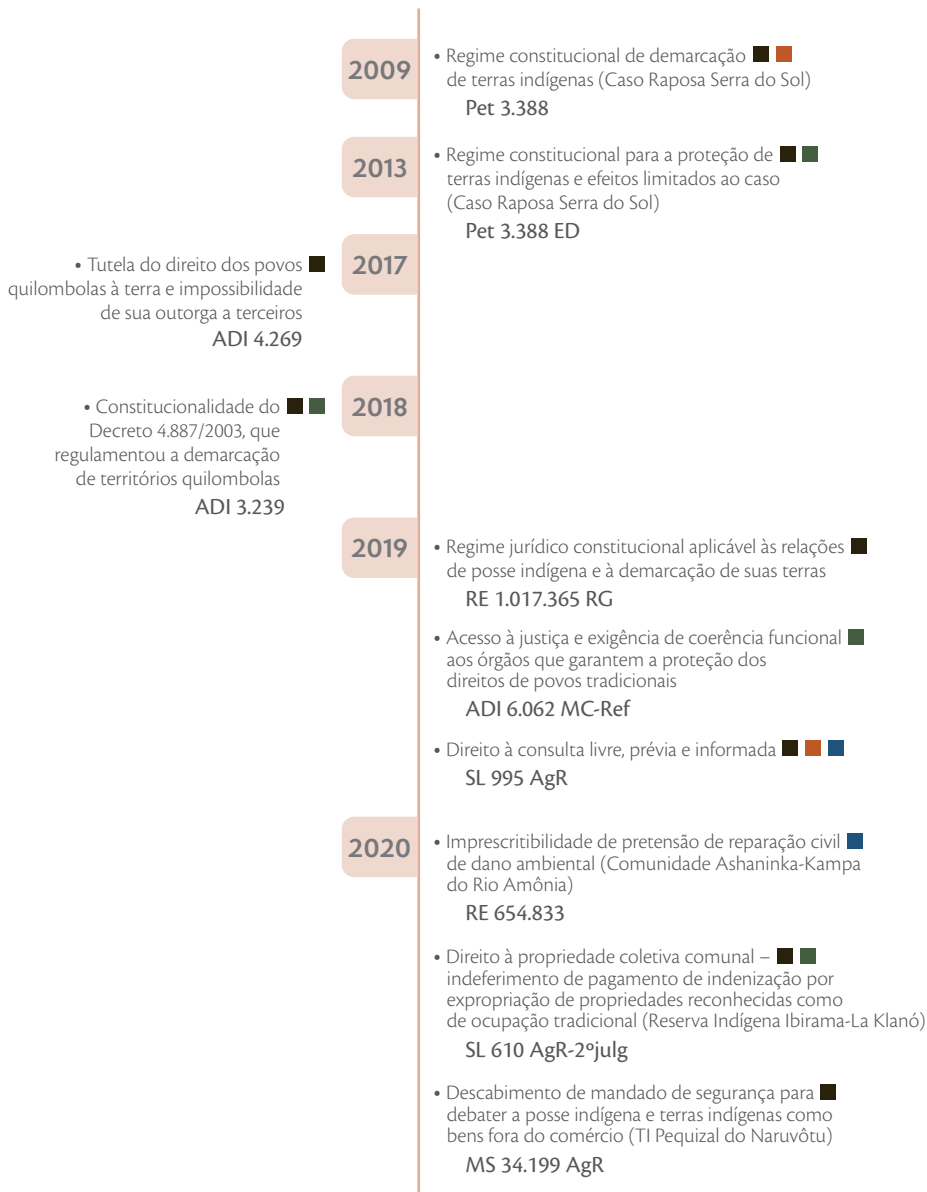 2009
• Regime constitucional de demarcação
de terras indígenas (Caso Raposa Serra do Sol)
Pet 3.388
2013
• Regime constitucional para a proteção de
terras indígenas e efeitos limitados ao caso
(Caso Raposa Serra do Sol)
Pet 3.388 ED
2017
• Tutela do direito dos povos
quilombolas à terra e impossibilidade
de sua outorga a terceiros
ADI 4.269
2018
• Constitucionalidade do
Decreto 4.887/2003, que
regulamentou a demarcação
de territórios quilombolas
ADI 3.239
2019
• Regime jurídico constitucional aplicável às relações
de posse indígena e à demarcação de suas terras
RE 1.017.365 RG
• Acesso à justiça e exigência de coerência funcional
aos órgãos que garantem a proteção dos
direitos de povos tradicionais
ADI 6.062 MC-Ref
• Direito à consulta livre, prévia e informada
SL 995 AgR
2020
• Imprescritibilidade de pretensão de reparação civil
de dano ambiental (Comunidade Ashaninka-Kampa
do Rio Amônia)
RE 654.833
• Direito à propriedade coletiva comunal –
indeferimento de pagamento de indenização por
expropriação de propriedades reconhecidas como
de ocupação tradicional (Reserva Indígena Ibirama-La Klanó)
SL 610 AgR-2ºjulg
• Descabimento de mandado de segurança para
debater a posse indígena e terras indígenas como
bens fora do comércio (TI Pequizal do Naruvôtu)
MS 34.199 AgR